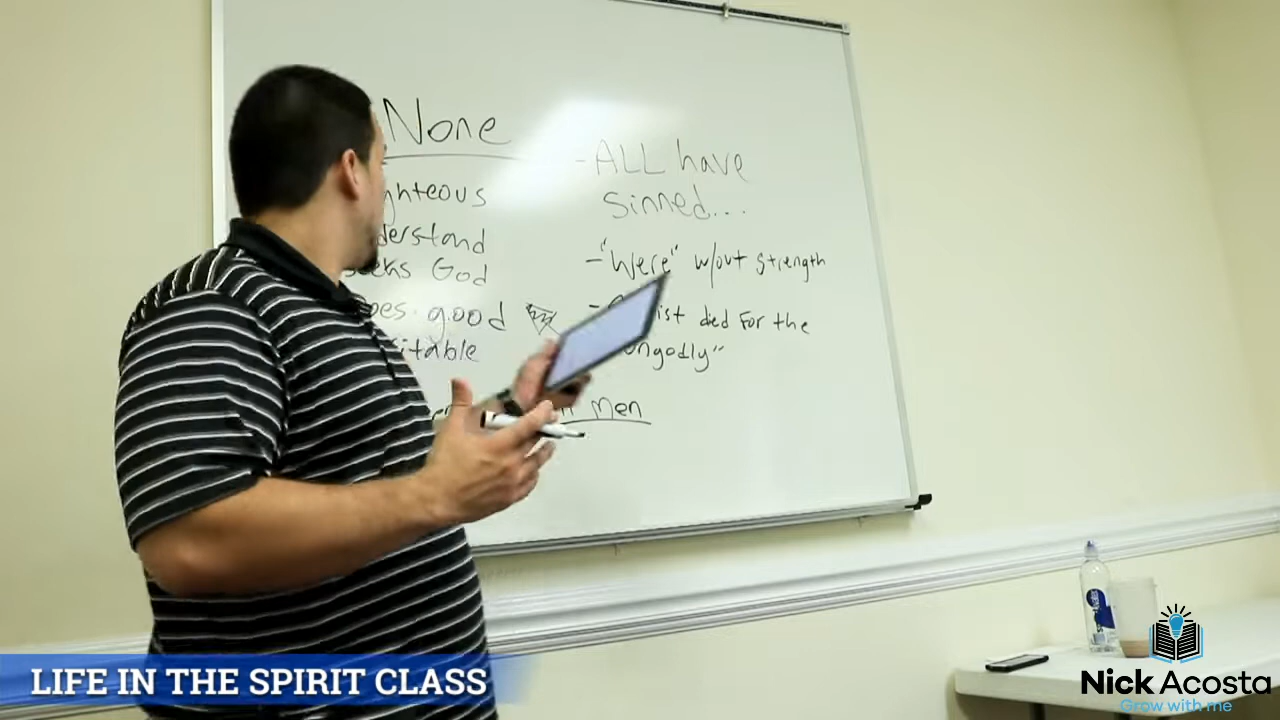 None
ghteous
derstand
eeks God
oes good
itable
-ALL have
sinned...
-"Were" w/out strength
- ist died For the
ngodly"
Men
LIFE IN THE SPIRIT CLASS
Nick Acosta
Grow with me